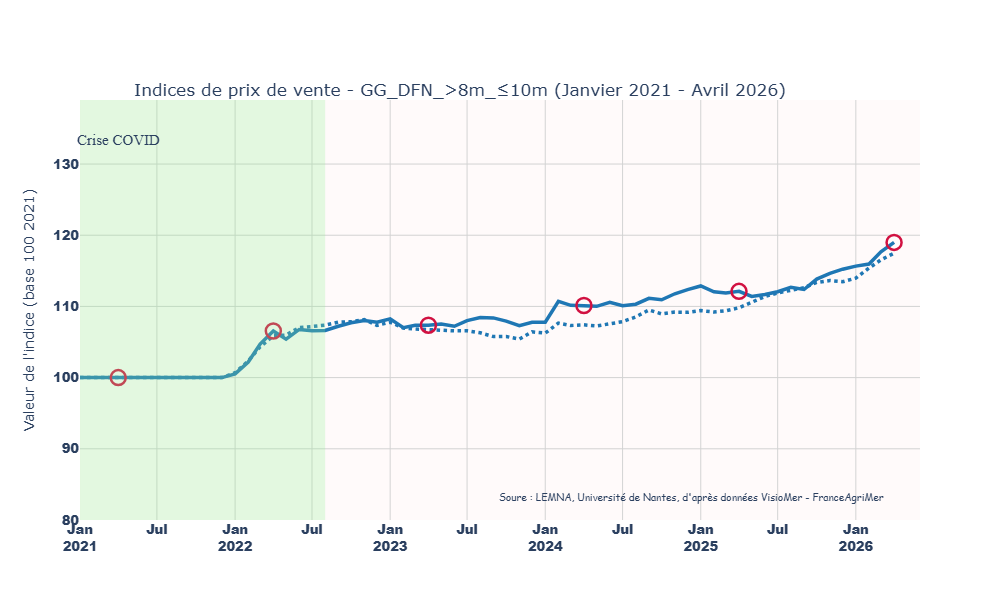 Indices de prix de vente - GG_DFN_>8m_≤10m (Janvier 2021 - Avril 2026)
Crise COVID
Valeur de l'indice (base 100 2021)
130
120
110
100
90
80
Soure : LEMNA, Université de Nantes, d'après données VisioMer - FranceAgriMer
Jan Jul Jan Jul Jan Jul Jan Jul Jan Jul Jan
2021 2022 2023 2024 2025 2026